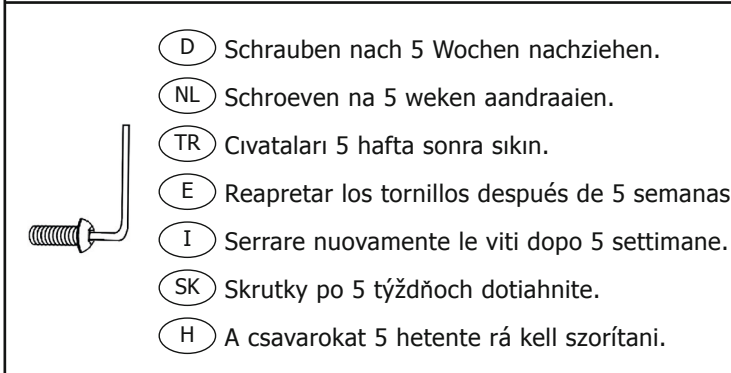 D Schrauben nach 5 Wochen nachziehen.
NL Schroeven na 5 weken aandraaien.
TR Cıvataları 5 hafta sonra sıkın.
E Reapretar los tornillos después de 5 semanas
I Serrare nuovamente le viti dopo 5 settimane.
SK Skrutky po 5 týždňoch dotiahnite.
H A csavarokat 5 hetente rá kell szorítani.